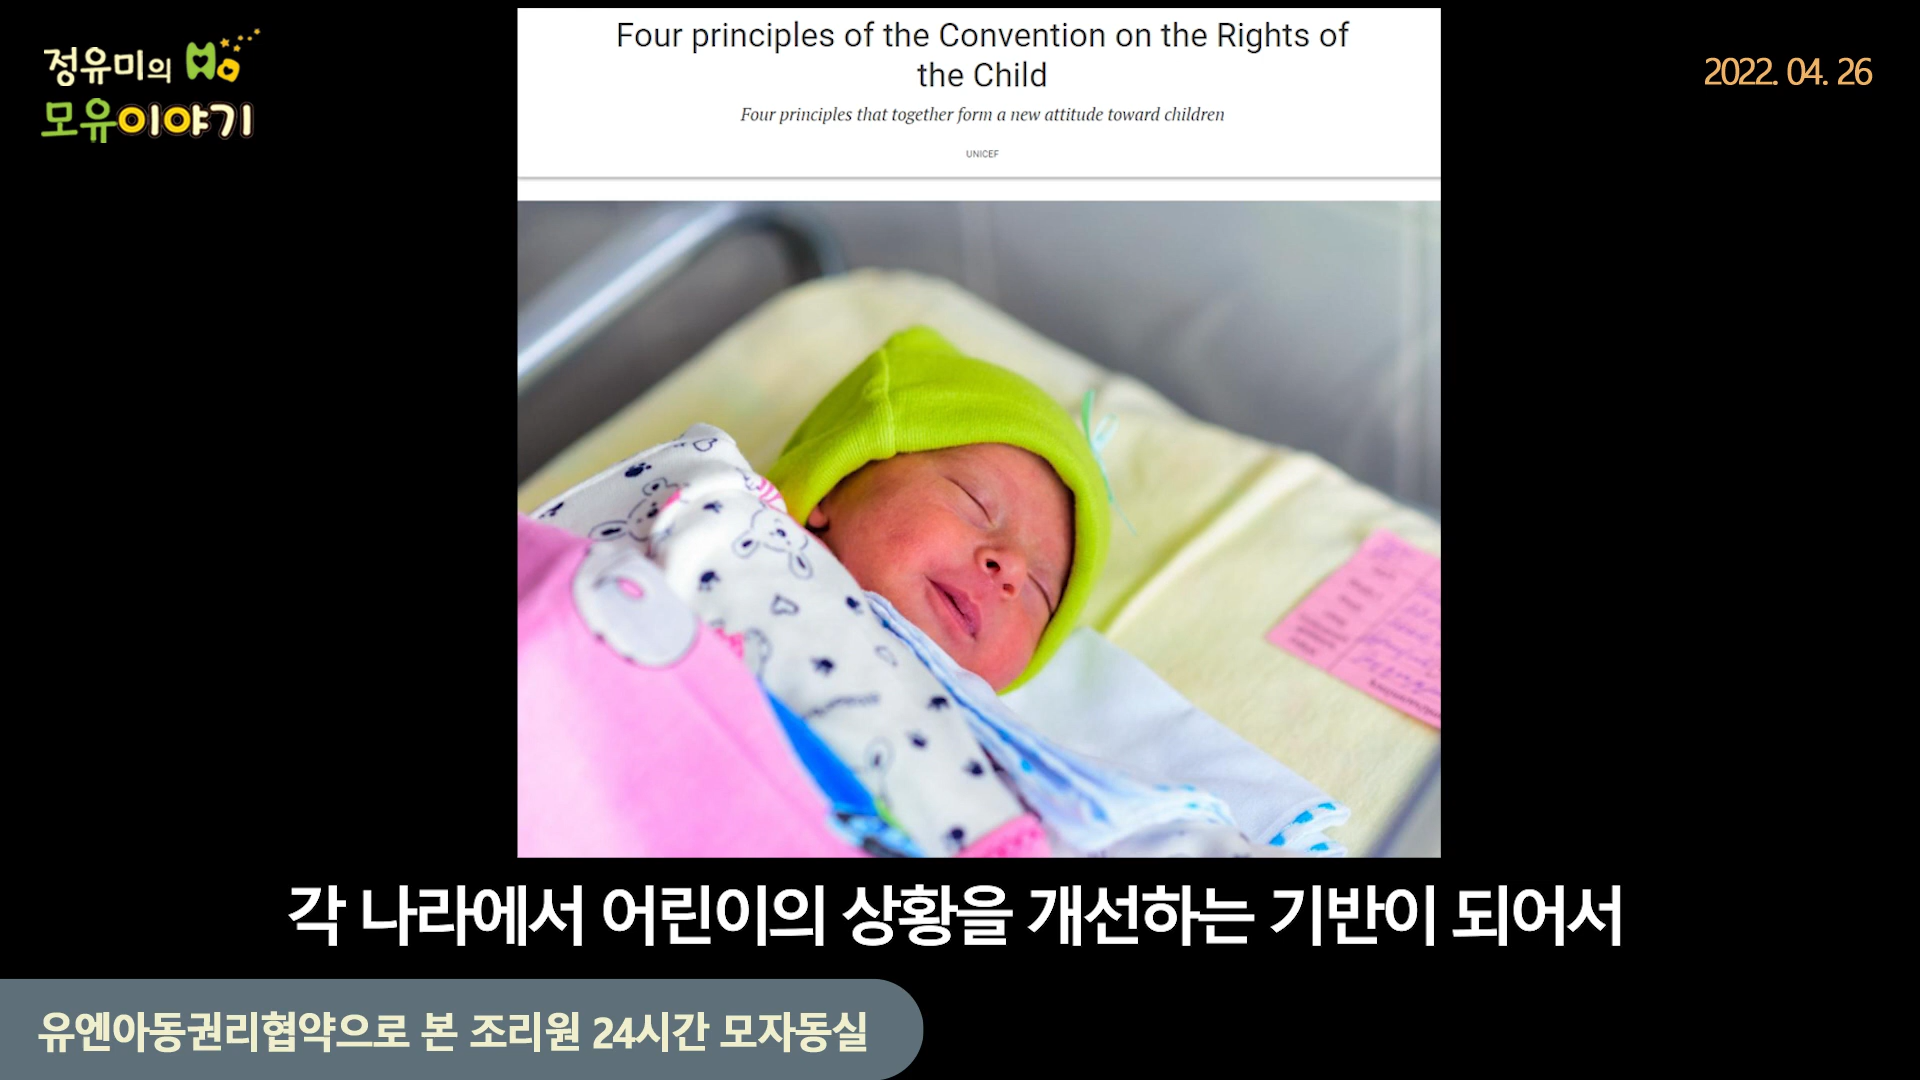 정유미의
모유이야기
2022. 04. 26
Four principles of the Convention on the Rights of
the Child
Four principles that together form a new attitude toward children
UNICEF
각 나라에서 어린이의 상황을 개선하는 기반이 되어서
유엔아동권리협약으로 본 조리원 24시간 모자동실